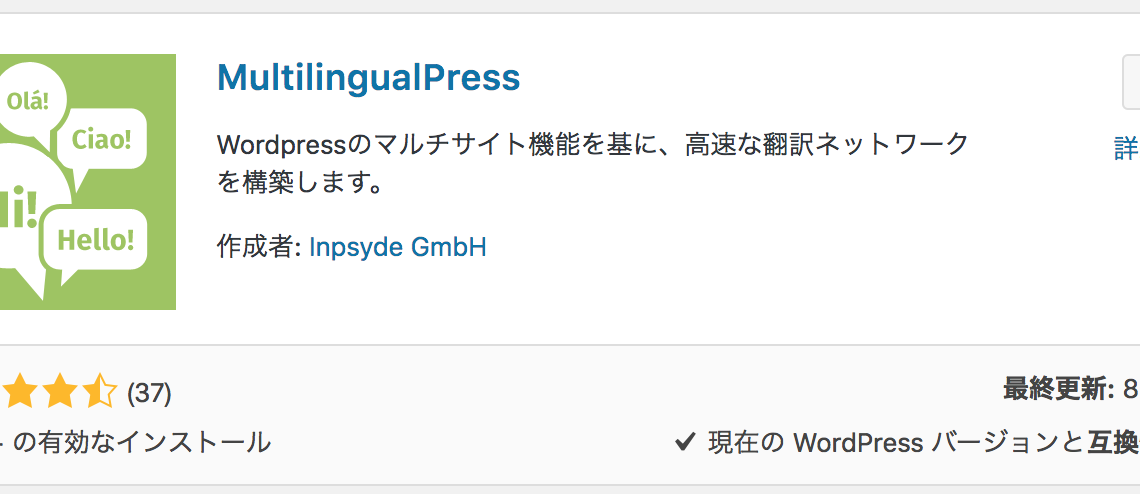 Olá!
Ciao!
Hi!
Hello!
MultilingualPress
Wordpressのマルチサイト機能を基に、高速な翻訳ネットワーク
を構築します。
作成者: Inpsyde GmbH
詳
(37)
最終更新: 8
の有効なインストール
現在の WordPress バージョンと互換